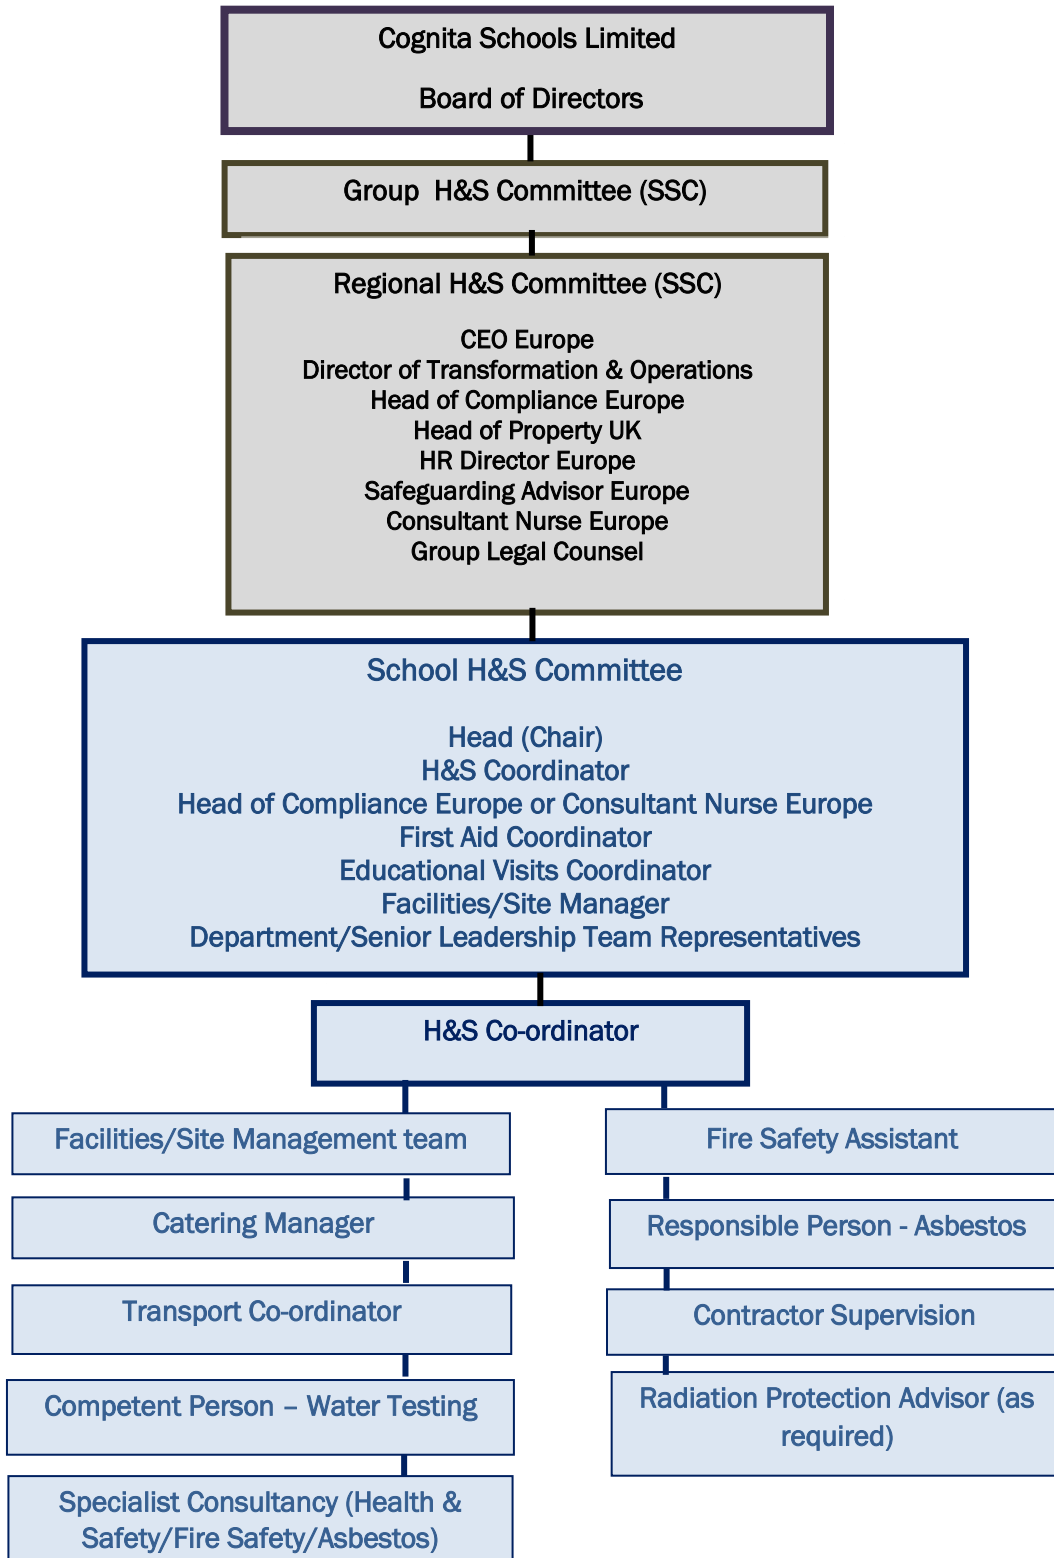 Cognita Schools Limited
Board of Directors
Group H&S Committee (SSC)
Regional H&S Committee (SSC)
CEO Europe
Director of Transformation & Operations
Head of Compliance Europe
Head of Property UK
HR Director Europe
Safeguarding Advisor Europe
Consultant Nurse Europe
Group Legal Counsel
School H&S Committee
Head (Chair)
H&S Coordinator
Head of Compliance Europe or Consultant Nurse Europe
First Aid Coordinator
Educational Visits Coordinator
Facilities/Site Manager
Department/Senior Leadership Team Representatives
H&S Co-ordinator
Facilities/Site Management team
Catering Manager
Transport Co-ordinator
Competent Person – Water Testing
Specialist Consultancy (Health &
Safety/Fire Safety/Asbestos)
Fire Safety Assistant
Responsible Person - Asbestos
Contractor Supervision
Radiation Protection Advisor (as
required)